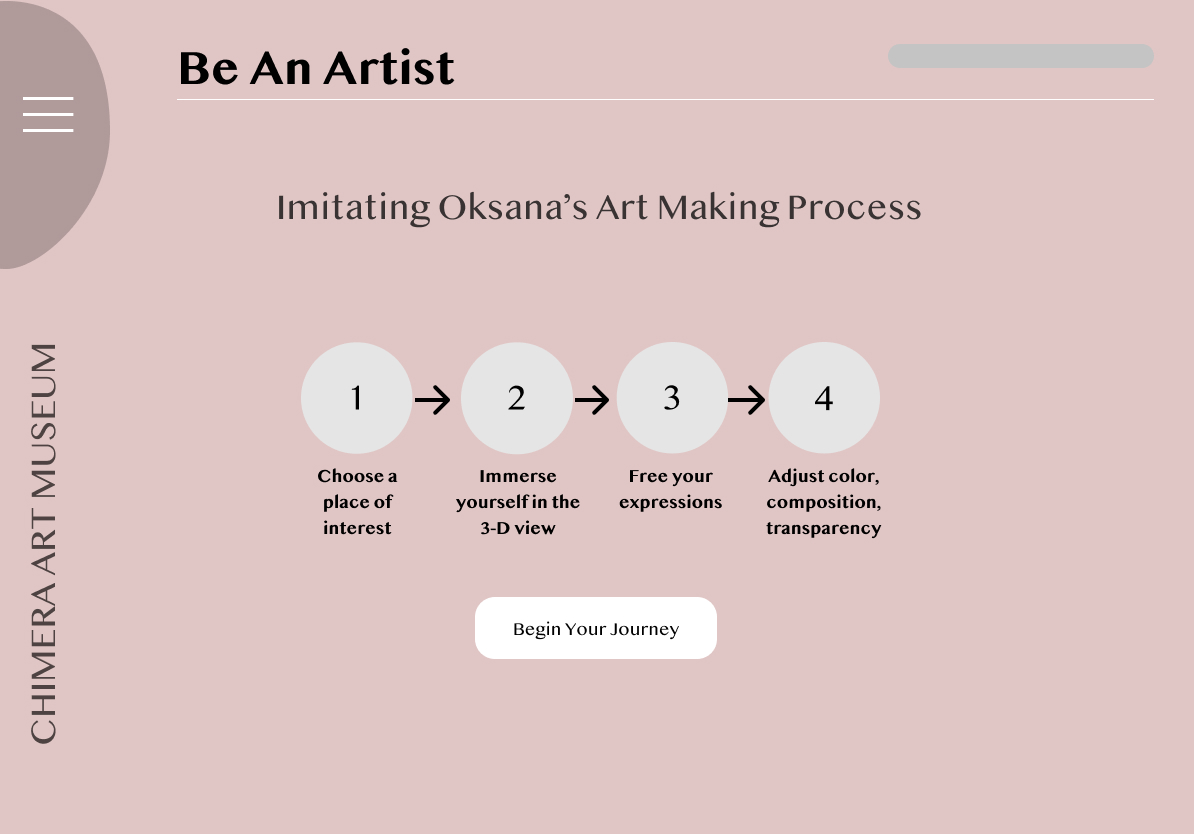 Be An Artist
Imitating Oksana’s Art Making Process
1
2
3
4
Choose a
place of
interest
Immerse
yourself in the
3-D view
Free your
expressions
Adjust color,
composition,
transparency
Begin Your Journey
CHIMERA ART MUSEUM